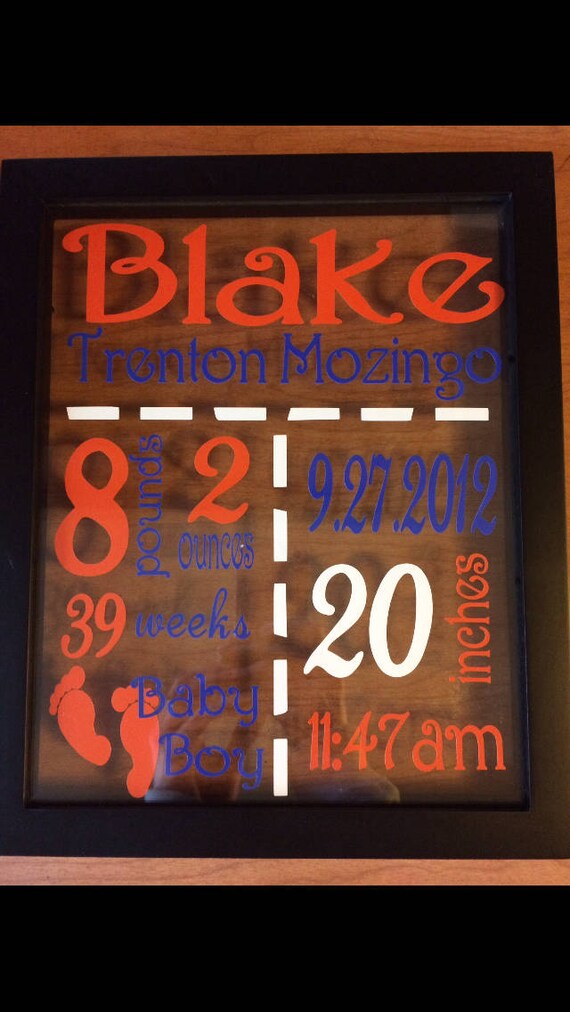 Blake
Trenton Mozingo
8 pounds 2 ounces
39 weeks
Baby
Boy
9.27.2012
20 inches
11:47 am